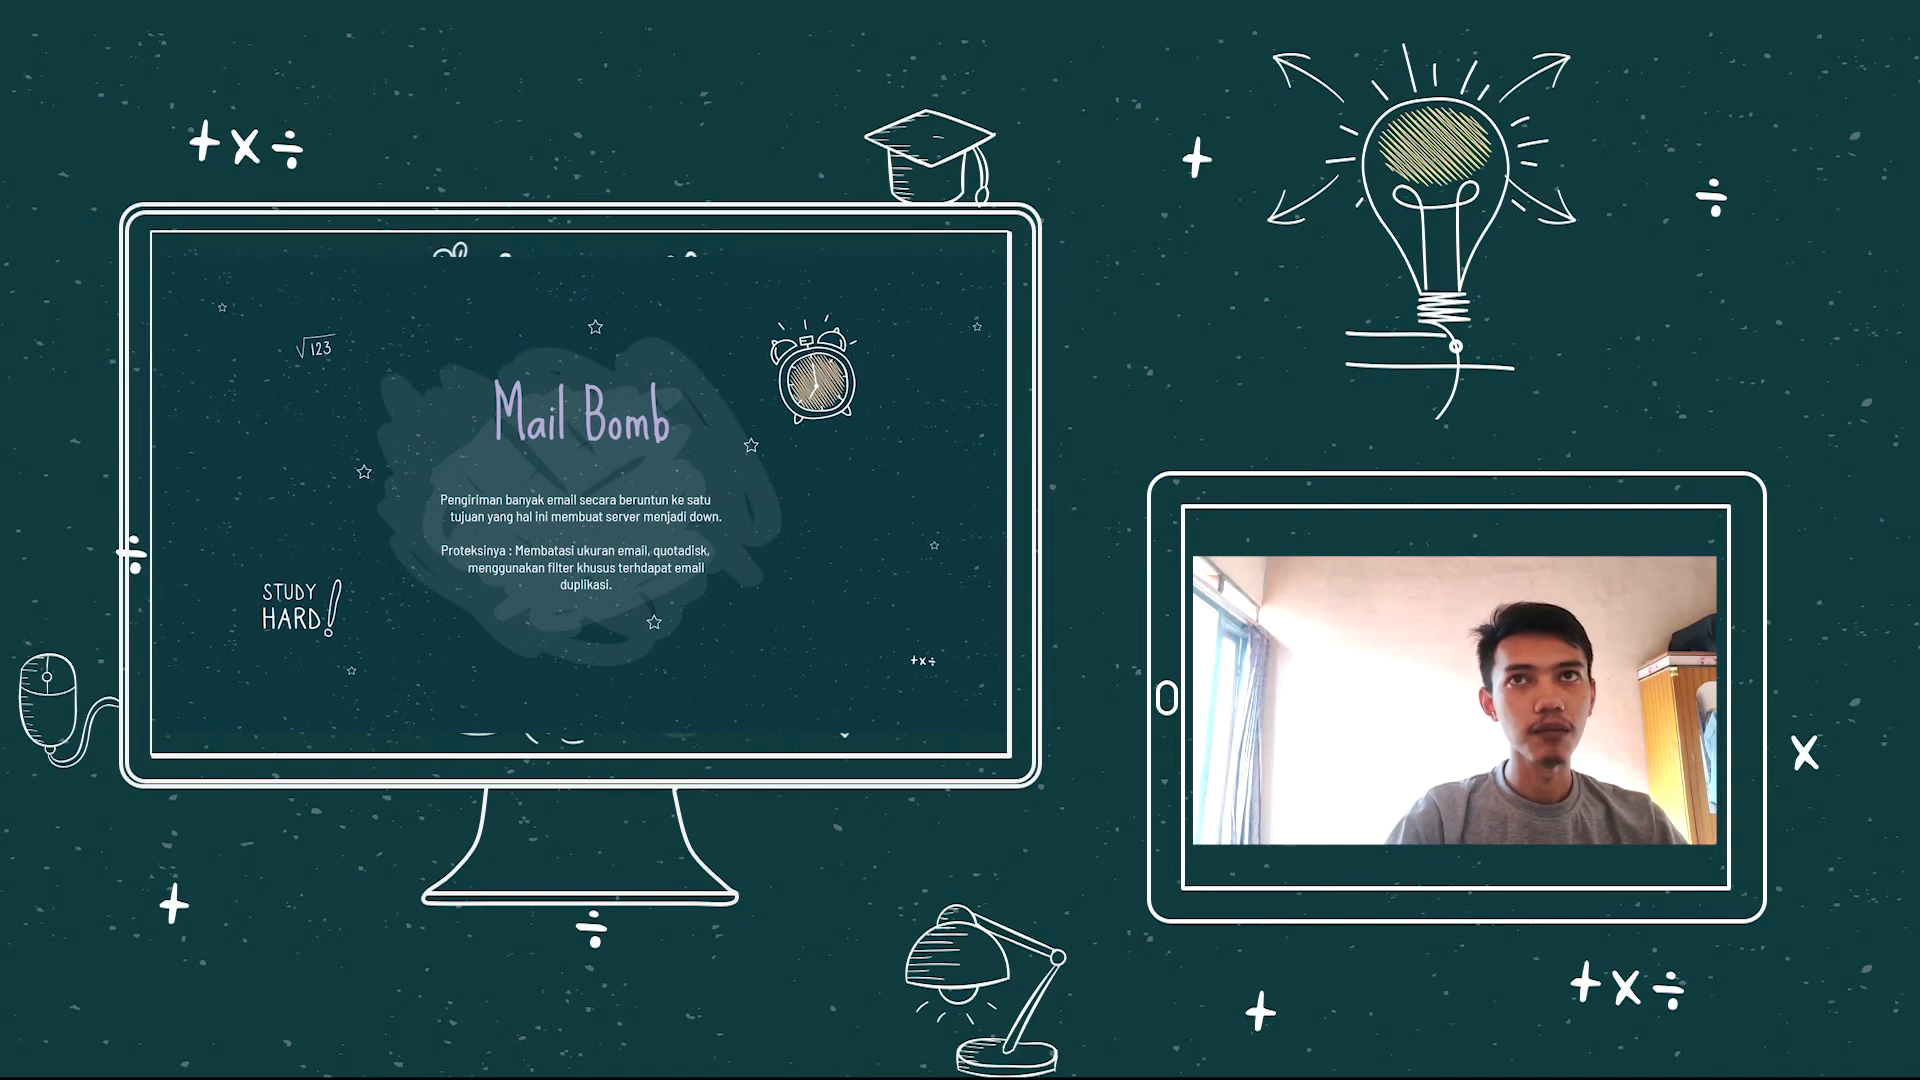 + x ÷
+
÷
√123
Mail Bomb
Pengiriman banyak email secara beruntun ke satu
tujuan yang hal ini membuat server menjadi down.
Proteksinya : Membatasi ukuran email, quotadisk,
menggunakan filter khusus terhdapat email
duplikasi.
÷
STUDY
HARD!
+x÷
x
+
÷
+ x ÷
+